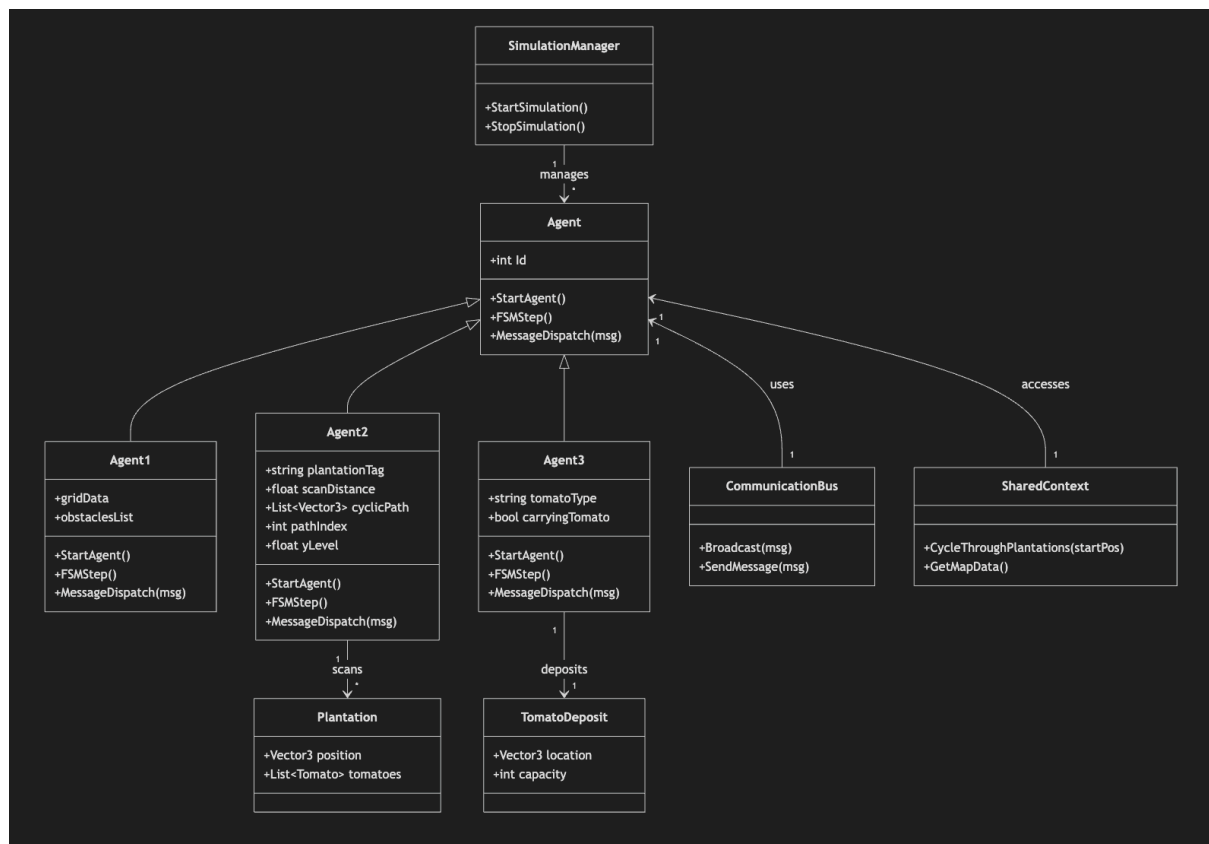 SimulationManager
+StartSimulation()
+StopSimulation()
1
manages
*
Agent
+int Id
+StartAgent()
+FSMStep()
+MessageDispatch(msg)
1
1
uses
accesses
Agent1
+gridData
+obstaclesList
+StartAgent()
+FSMStep()
+MessageDispatch(msg)
Agent2
+string plantationTag
+float scanDistance
+List<Vector3> cyclicPath
+int pathIndex
+float yLevel
+StartAgent()
+FSMStep()
+MessageDispatch(msg)
Agent3
+string tomatoType
+bool carryingTomato
+StartAgent()
+FSMStep()
+MessageDispatch(msg)
1
CommunicationBus
+Broadcast(msg)
+SendMessage(msg)
1
SharedContext
+CycleThroughPlantations(startPos)
+GetMapData()
1
scans
*
1
deposits
1
Plantation
+Vector3 position
+List<Tomato> tomatoes
TomatoDeposit
+Vector3 location
+int capacity